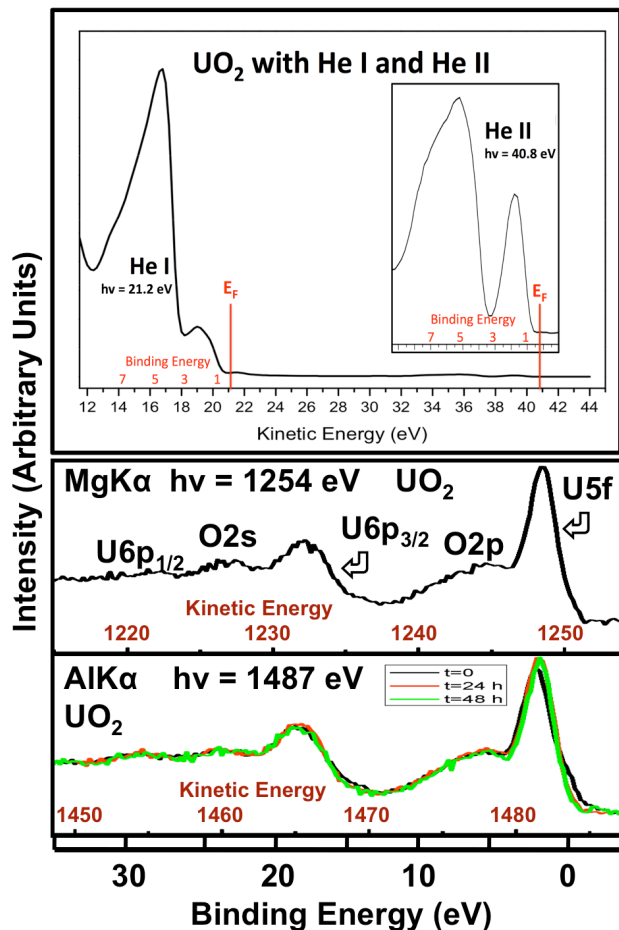 Intensity (Arbitrary Units)
UO2 with He I and He II
He II
hν = 40.8 eV
He I
hν = 21.2 eV
EF
EF
Binding Energy
7 5 3 1
Binding Energy
7 5 3 1
12 14 16 18 20 22 24 26 28 30 32 34 36 38 40 42 44
Kinetic Energy (eV)
MgKα hν = 1254 eV UO2
U5f
U6p1/2 O2s U6p3/2 O2p
Kinetic Energy
1220 1230 1240 1250
AlKα hν = 1487 eV
UO2
t=0
t=24 h
t=48 h
Kinetic Energy
1450 1460 1470 1480
30 20 10 0
Binding Energy (eV)